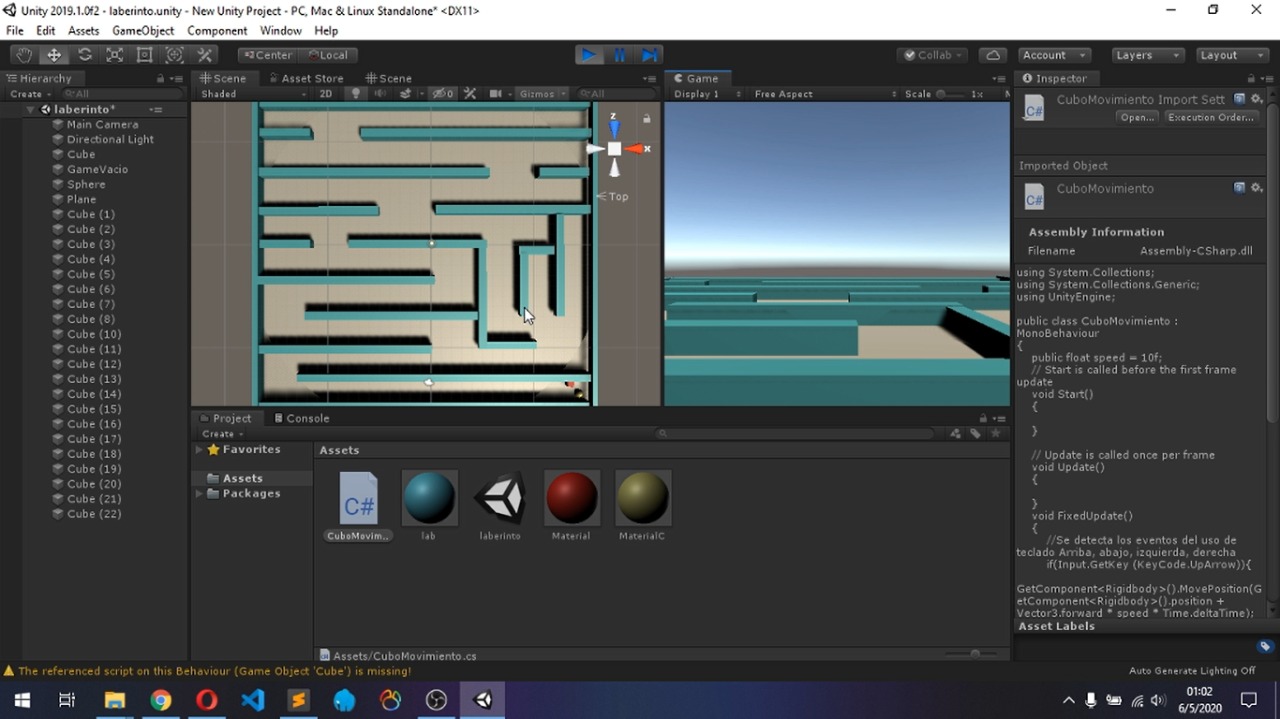 Unity 2019.1.0f2 - laberinto.unity - New Unity Project - PC, Mac & Linux Standalone* <DX11>
File Edit Assets GameObject Component Window Help
Center Local
Collab
Account
Layers
Layout
Hierarchy
Create
All
laberinto*
Main Camera
Directional Light
Cube
GameVacio
Sphere
Plane
Cube (1)
Cube (2)
Cube (3)
Cube (4)
Cube (5)
Cube (6)
Cube (7)
Cube (8)
Cube (10)
Cube (11)
Cube (12)
Cube (13)
Cube (14)
Cube (15)
Cube (16)
Cube (17)
Cube (18)
Cube (19)
Cube (20)
Cube (21)
Cube (22)
Scene Asset Store Scene
Shaded 2D 0 Gizmos All
z
x
Top
Game
Display 1 Free Aspect Scale 1x
Project Console
Create
Favorites
Assets
Packages
Assets
C#
CuboMovim..
lab
laberinto
Material
MaterialC
Assets/CuboMovimiento.cs
Inspector
CuboMovimiento Import Sett
C#
Open...
Execution Order...
Imported Object
CuboMovimiento
C#
Assembly Information
Filename Assembly-CSharp.dll
using System.Collections;
using System.Collections.Generic;
using UnityEngine;
public class CuboMovimiento :
MonoBehaviour
{
public float speed = 10f;
// Start is called before the first frame
update
void Start()
{
}
// Update is called once per frame
void Update()
{
}
void FixedUpdate()
{
//Se detecta los eventos del uso de
teclado Arriba, abajo, izquierda, derecha
if(Input.GetKey (KeyCode.UpArrow)){
GetComponent<Rigidbody>().MovePosition(G
etComponent<Rigidbody>().position +
Vector3.forward * speed * Time.deltaTime);
Asset Labels
The referenced script on this Behaviour (Game Object 'Cube') is missing!
Auto Generate Lighting Off
01:02
6/5/2020